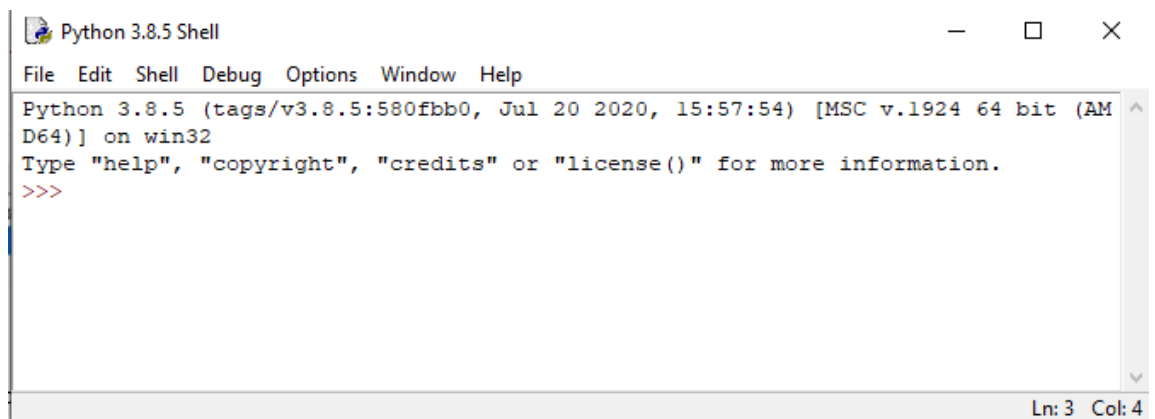 Python 3.8.5 Shell
File Edit Shell Debug Options Window Help
Python 3.8.5 (tags/v3.8.5:580fbb0, Jul 20 2020, 15:57:54) [MSC v.1924 64 bit (AM
D64)] on win32
Type "help", "copyright", "credits" or "license()" for more information.
>>>
Ln: 3 Col: 4